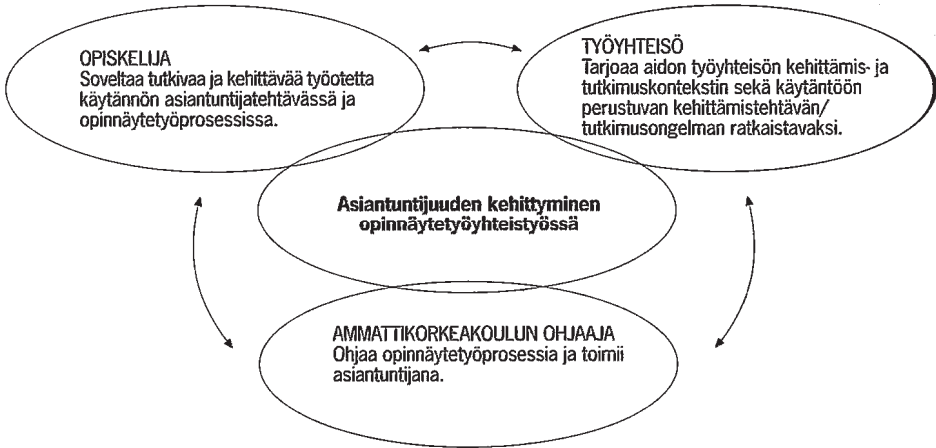 OPISKELIJA
Soveltaa tutkivaa ja kehittävää työotetta
käytännön asiantuntijatehtävässä ja
opinnäytetyöprosessissa.
TYÖYHTEISÖ
Tarjoaa aidon työyhteisön kehittämis- ja
tutkimuskontekstin sekä käytäntöön
perustuvan kehittämistehtävän/
tutkimusongelman ratkaistavaksi.
Asiantuntijuuden kehittyminen
opinnäytetyöyhteistyössä
AMMATTIKORKEAKOULUN OHJAAJA
Ohjaa opinnäytetyöprosessia ja toimii
asiantuntijana.